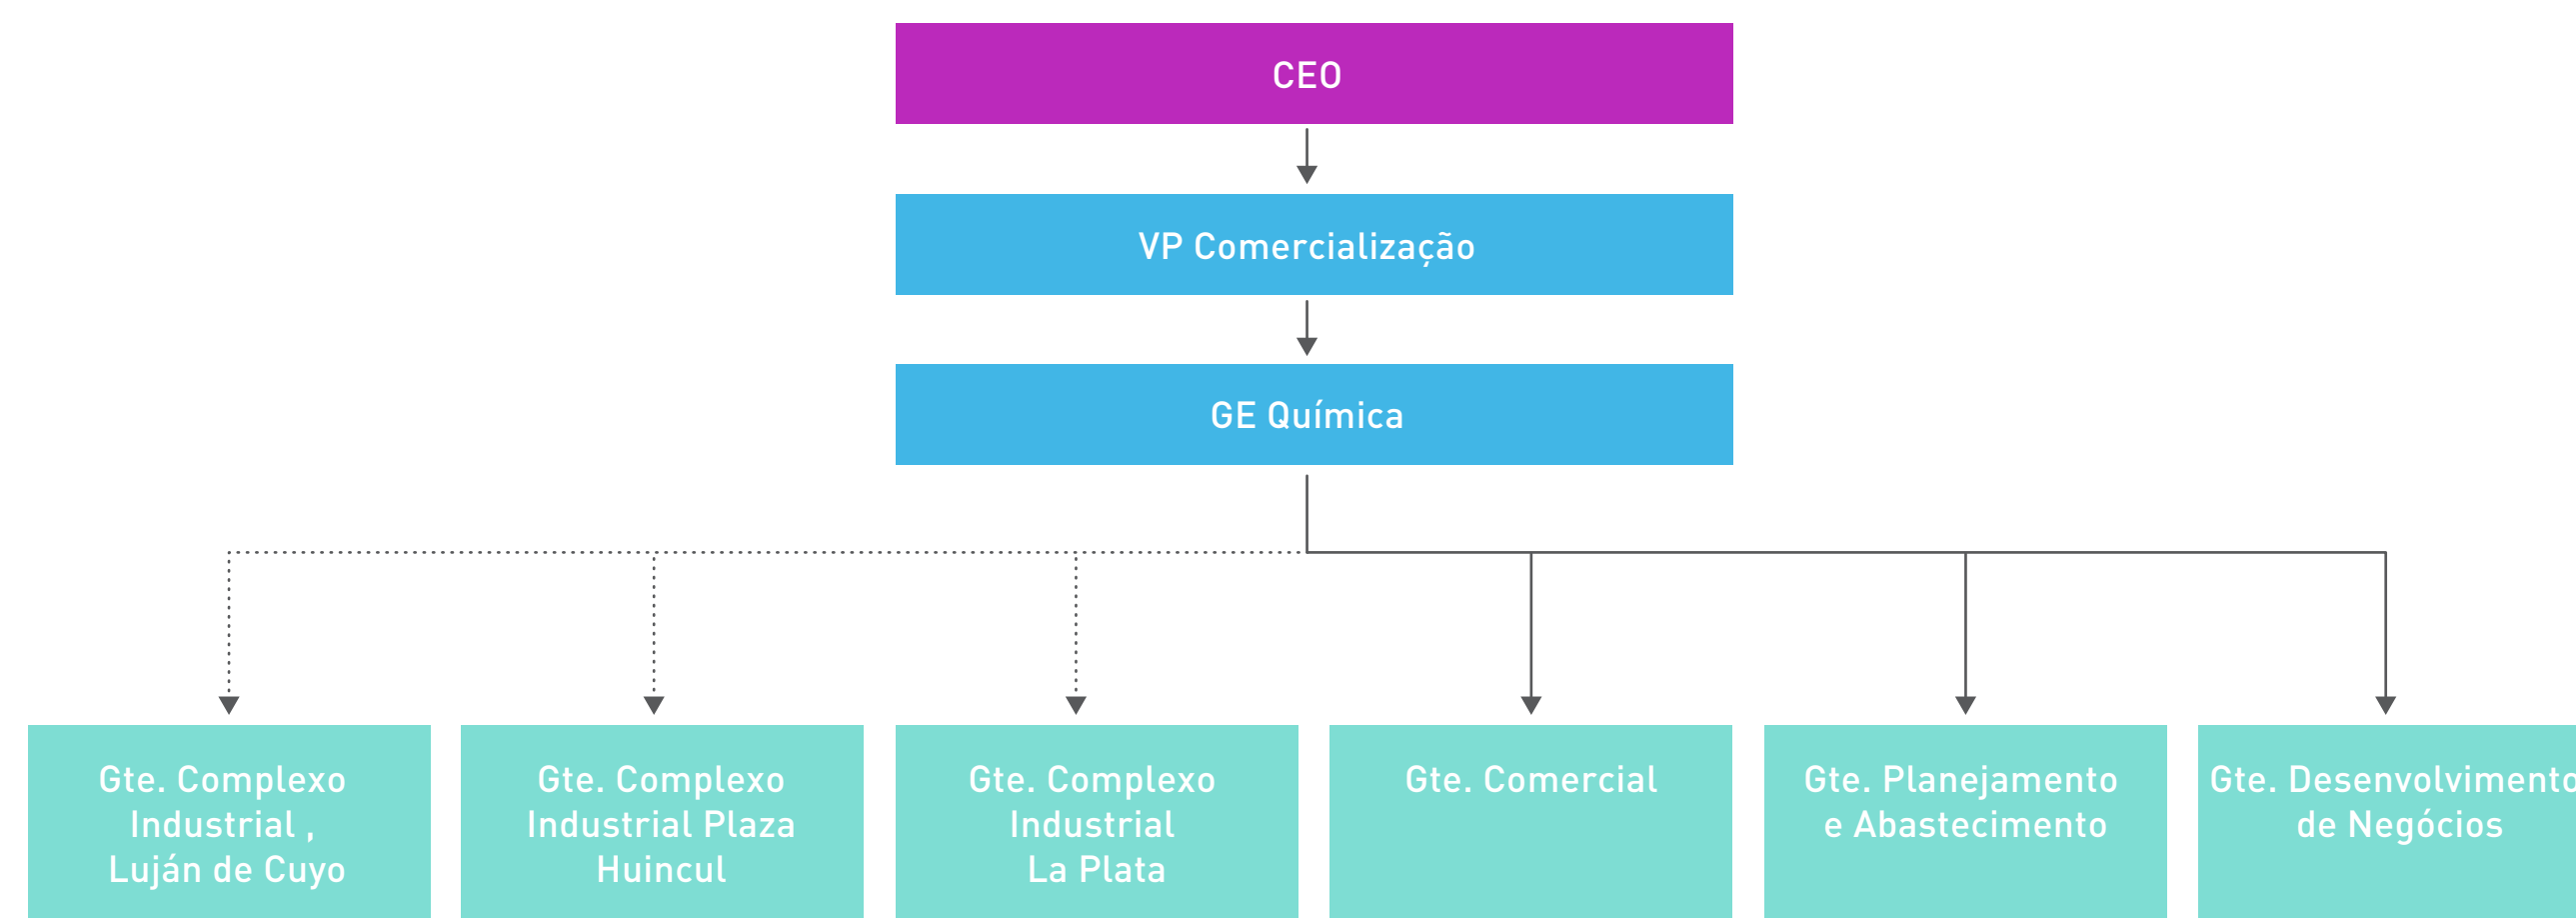 CEO
VP Comercialização
GE Química
Gte. Complexo
Industrial ,
Luján de Cuyo
Gte. Complexo
Industrial Plaza
Huincul
Gte. Complexo
Industrial
La Plata
Gte. Comercial
Gte. Planejamento
e Abastecimento
Gte. Desenvolvimento
de Negócios